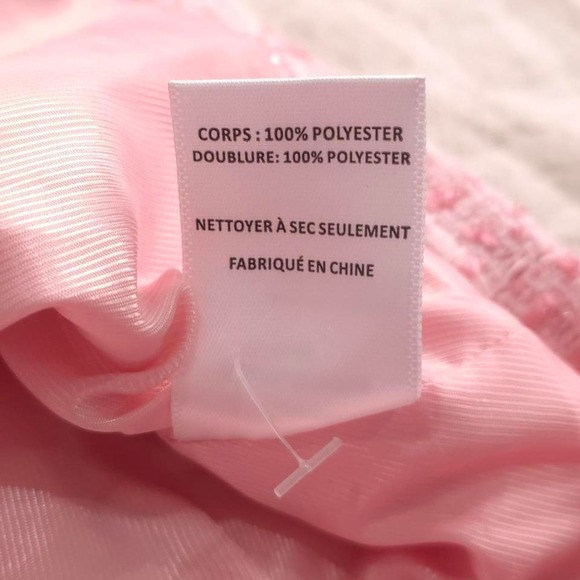 CORPS : 100% POLYESTER
DOUBLURE: 100% POLYESTER
NETTOYER À SEC SEULEMENT
FABRIQUÉ EN CHINE